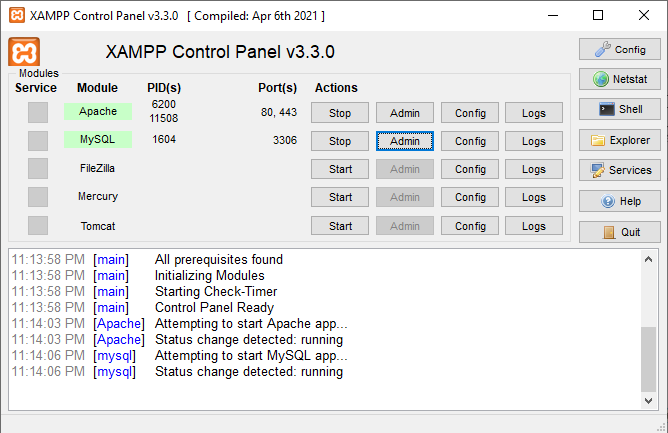 XAMPP Control Panel v3.3.0 [ Compiled: Apr 6th 2021 ]
XAMPP Control Panel v3.3.0
Config
Modules
Service Module PID(s) Port(s) Actions
Netstat
Apache 6200 11508 80, 443 Stop Admin Config Logs
Shell
MySQL 1604 3306 Stop Admin Config Logs
Explorer
FileZilla Start Admin Config Logs
Services
Mercury Start Admin Config Logs
Help
Tomcat Start Admin Config Logs
Quit
11:13:58 PM [main] All prerequisites found
11:13:58 PM [main] Initializing Modules
11:13:58 PM [main] Starting Check-Timer
11:13:58 PM [main] Control Panel Ready
11:14:03 PM [Apache] Attempting to start Apache app...
11:14:03 PM [Apache] Status change detected: running
11:14:06 PM [mysql] Attempting to start MySQL app...
11:14:06 PM [mysql] Status change detected: running